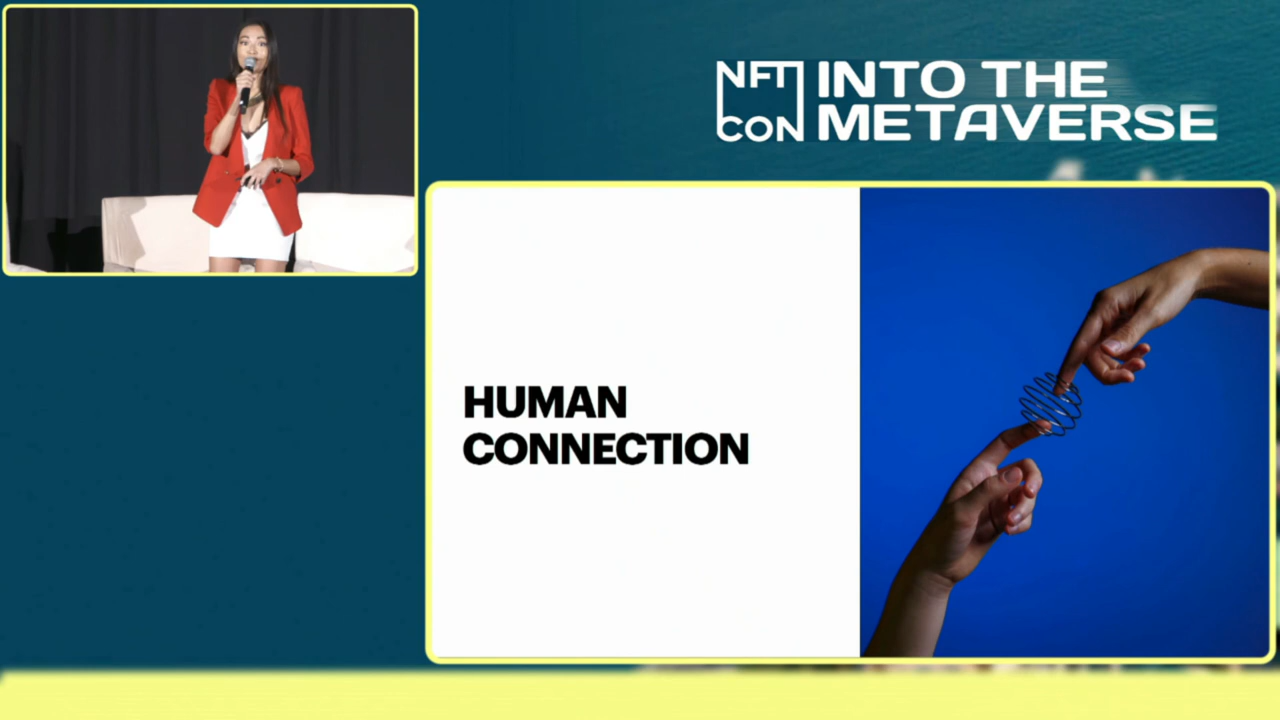 NFT
CON
INTO THE
METAVERSE
HUMAN
CONNECTION